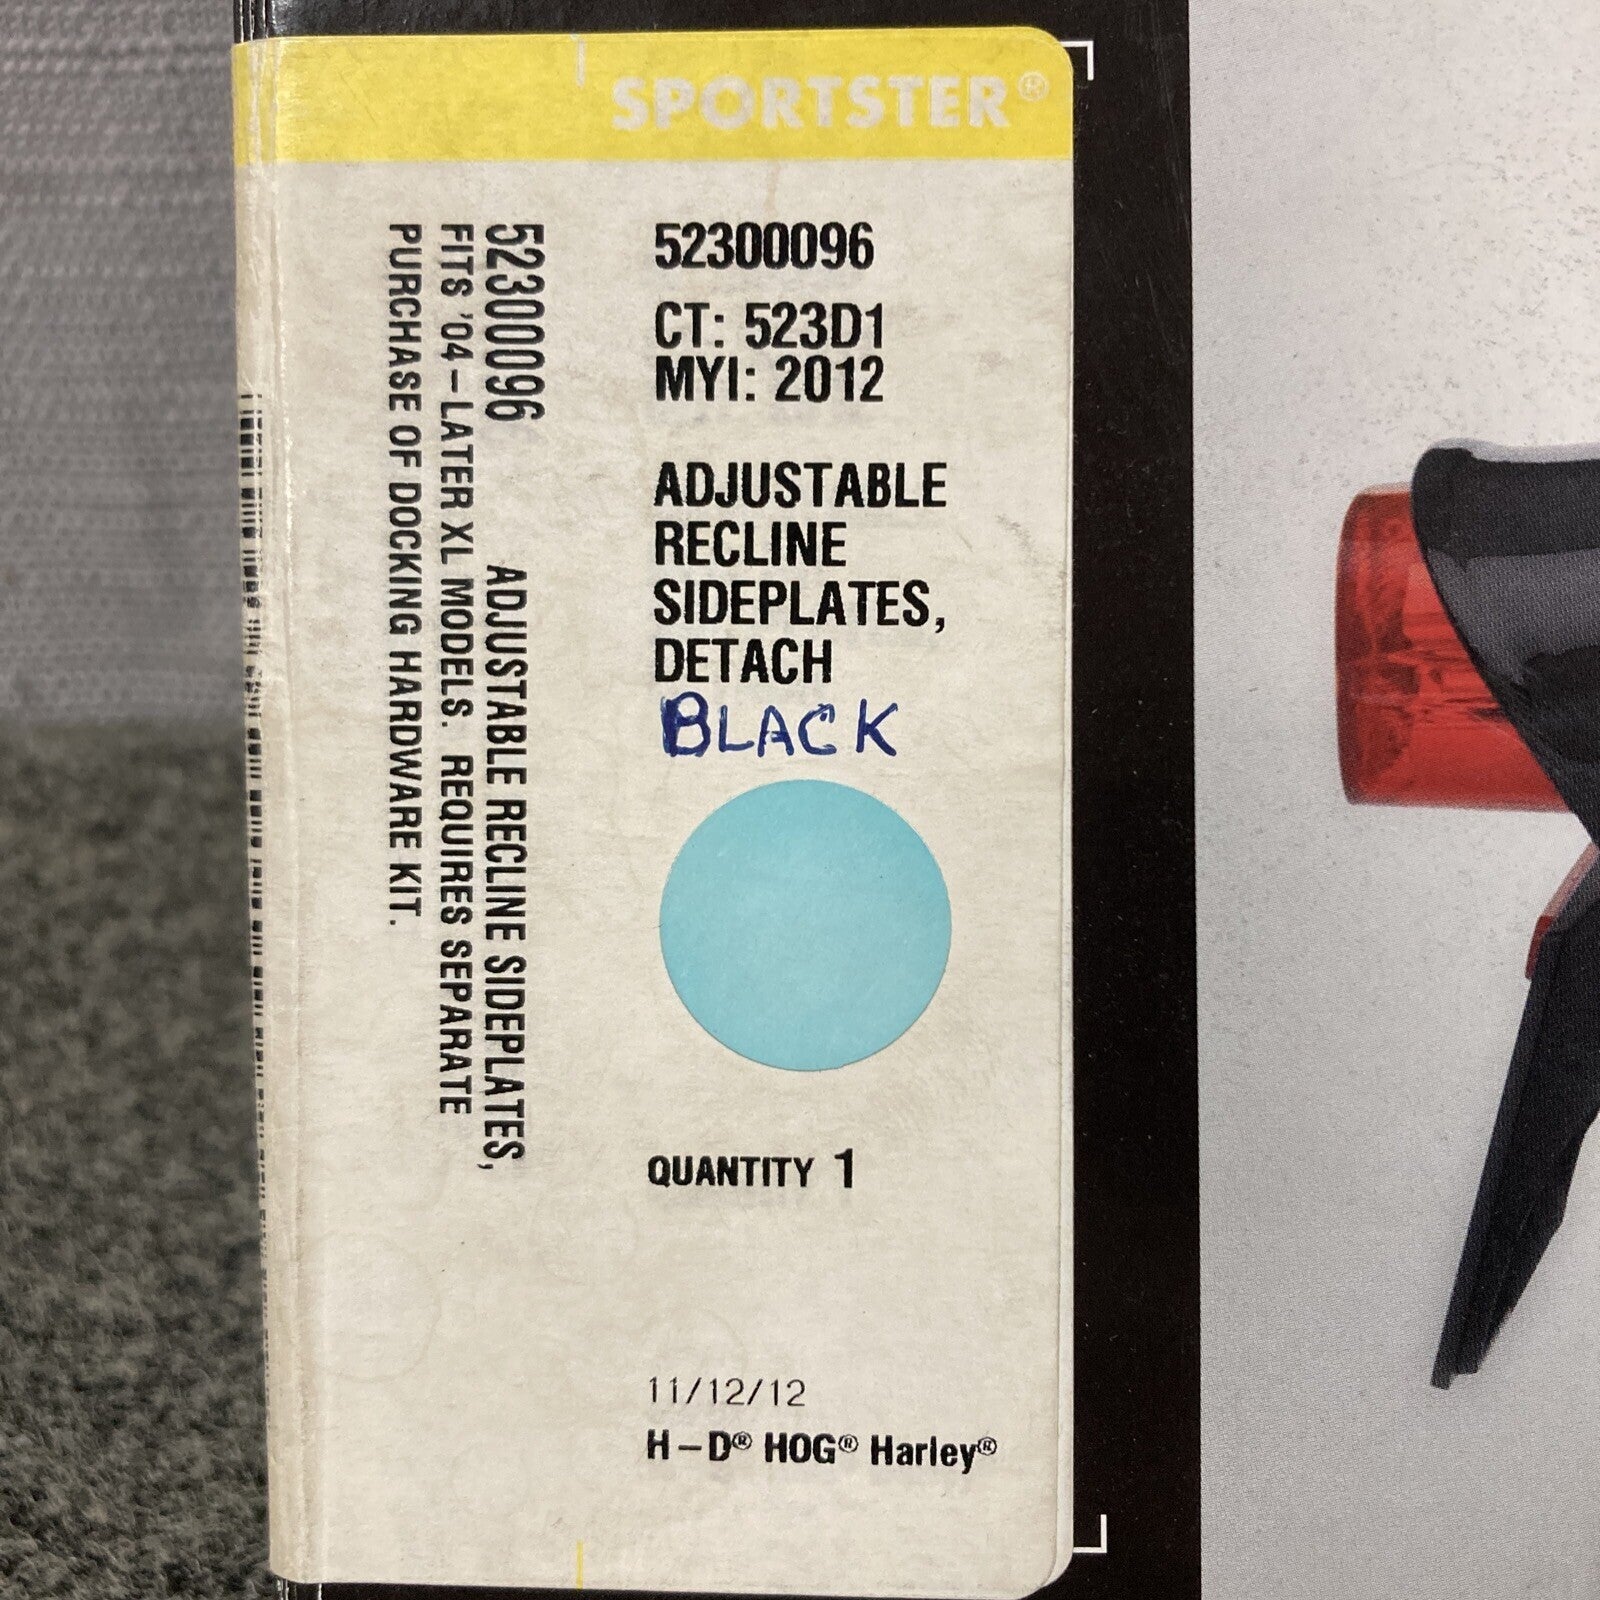 SPORTSTER®
52300096
CT: 523D1
MYI: 2012
ADJUSTABLE
RECLINE
SIDEPLATES,
DETACH
BLACK
QUANTITY 1
11/12/12
H-D® HOG® Harley®
52300096 ADJUSTABLE RECLINE SIDEPLATES,
FITS '04-LATER XL MODELS. REQUIRES SEPARATE
PURCHASE OF DOCKING HARDWARE KIT.